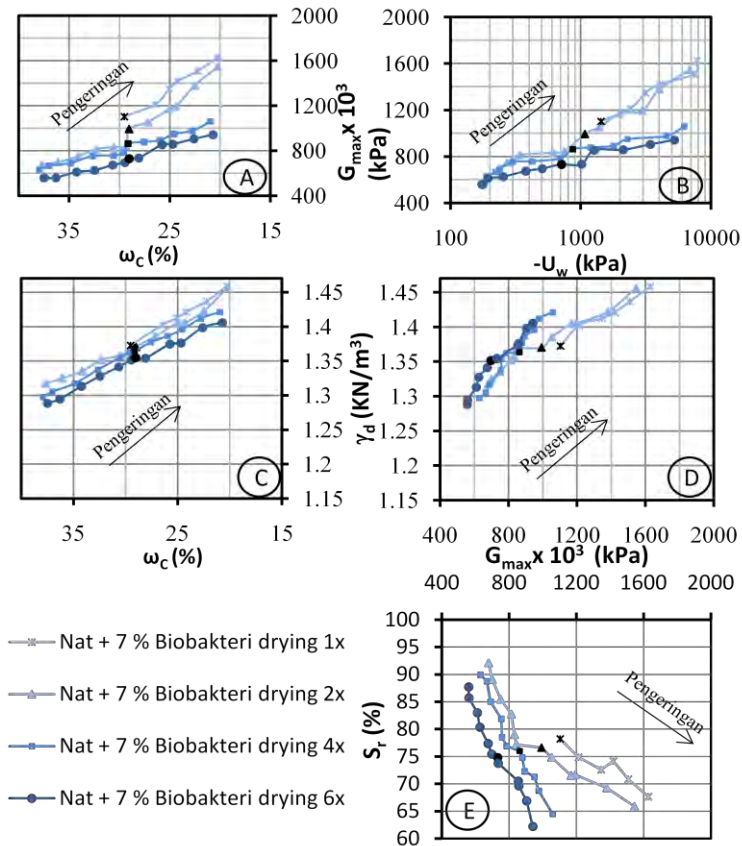 2000
1600
1200
800
400
G_max x 10³
(kPa)
Pengeringan
A
35
25
15
ω_C (%)
2000
1600
1200
800
400
Pengeringan
B
100
1000
10000
-U_w (kPa)
1.45
1.4
1.35
1.3
1.25
1.2
1.15
γ_d (KN/m³)
Pengeringan
C
35
25
15
ω_C (%)
1.45
1.4
1.35
1.3
1.25
1.2
1.15
Pengeringan
D
400
800
1200
1600
2000
G_max x 10³ (kPa)
400
800
1200
1600
2000
100
95
90
85
80
75
70
65
60
S_r (%)
Pengeringan
E
Nat + 7 % Biobakteri drying 1x
Nat + 7 % Biobakteri drying 2x
Nat + 7 % Biobakteri drying 4x
Nat + 7 % Biobakteri drying 6x